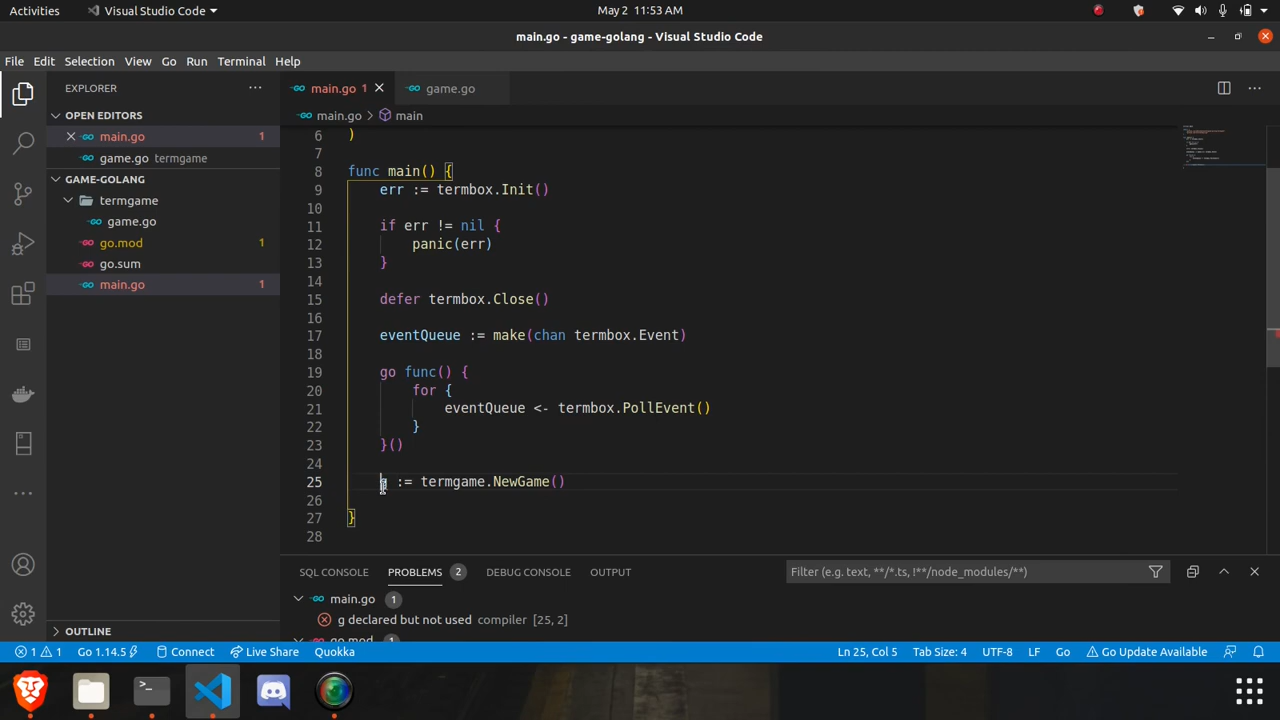 Activities
Visual Studio Code
May 2 11:53 AM
main.go - game-golang - Visual Studio Code
File Edit Selection View Go Run Terminal Help
EXPLORER
OPEN EDITORS
main.go 1
game.go termgame
GAME-GOLANG
termgame
game.go
go.mod 1
go.sum
main.go 1
OUTLINE
main.go 1
game.go
main.go > main
6 )
7
8 func main() {
9 err := termbox.Init()
10
11 if err != nil {
12 panic(err)
13 }
14
15 defer termbox.Close()
16
17 eventQueue := make(chan termbox.Event)
18
19 go func() {
20 for {
21 eventQueue <- termbox.PollEvent()
22 }
23 }()
24
25 g := termgame.NewGame()
26
27 }
28
SQL CONSOLE PROBLEMS 2 DEBUG CONSOLE OUTPUT
Filter (e.g. text, **/*.ts, !**/node_modules/**)
main.go 1
g declared but not used compiler [25, 2]
go.mod 1
1 1 Go 1.14.5 Connect Live Share Quokka Ln 25, Col 5 Tab Size: 4 UTF-8 LF Go Go Update Available